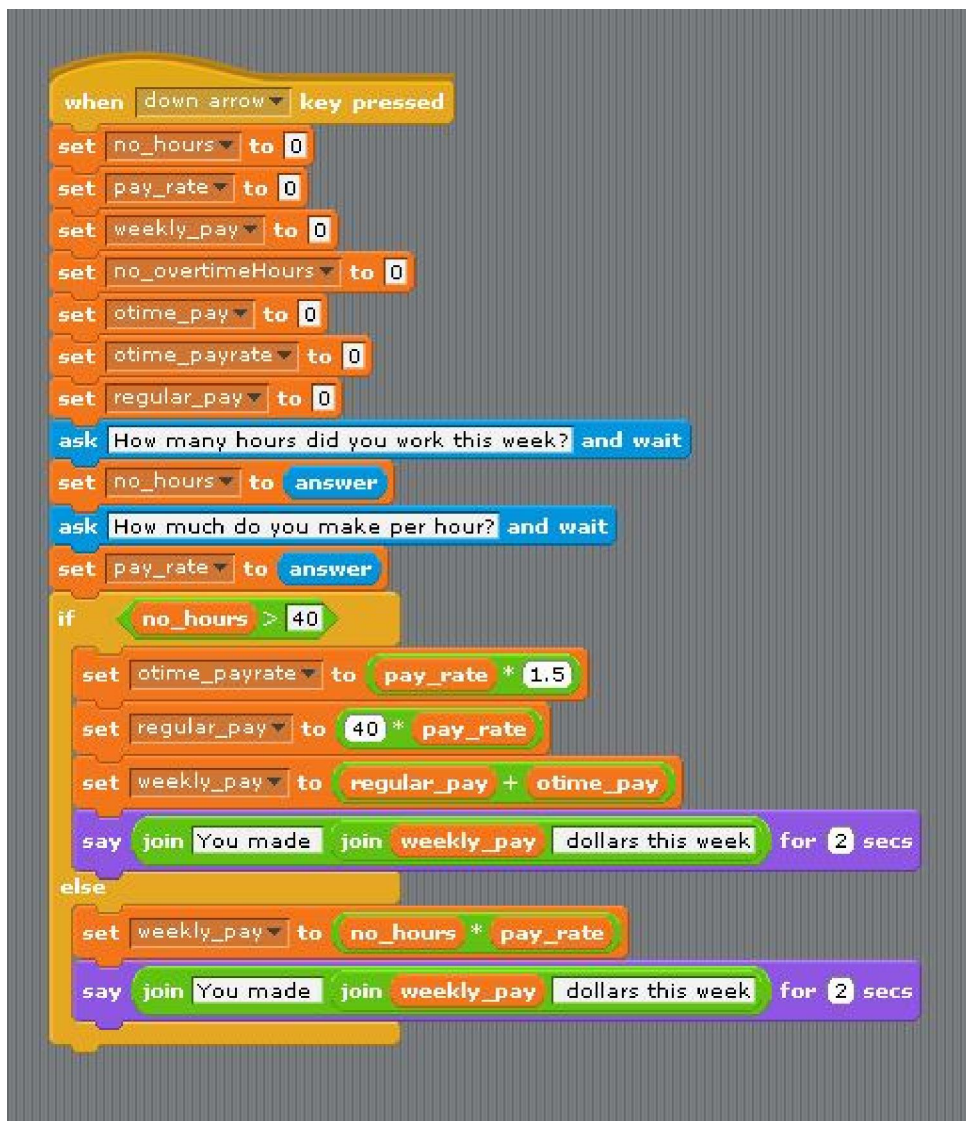 when down arrow key pressed
set no_hours to 0
set pay_rate to 0
set weekly_pay to 0
set no_overtimeHours to 0
set otime_pay to 0
set otime_payrate to 0
set regular_pay to 0
ask How many hours did you work this week? and wait
set no_hours to answer
ask How much do you make per hour? and wait
set pay_rate to answer
if no_hours > 40
set otime_payrate to pay_rate * 1.5
set regular_pay to 40 * pay_rate
set weekly_pay to regular_pay + otime_pay
say join You made join weekly_pay dollars this week for 2 secs
else
set weekly_pay to no_hours * pay_rate
say join You made join weekly_pay dollars this week for 2 secs